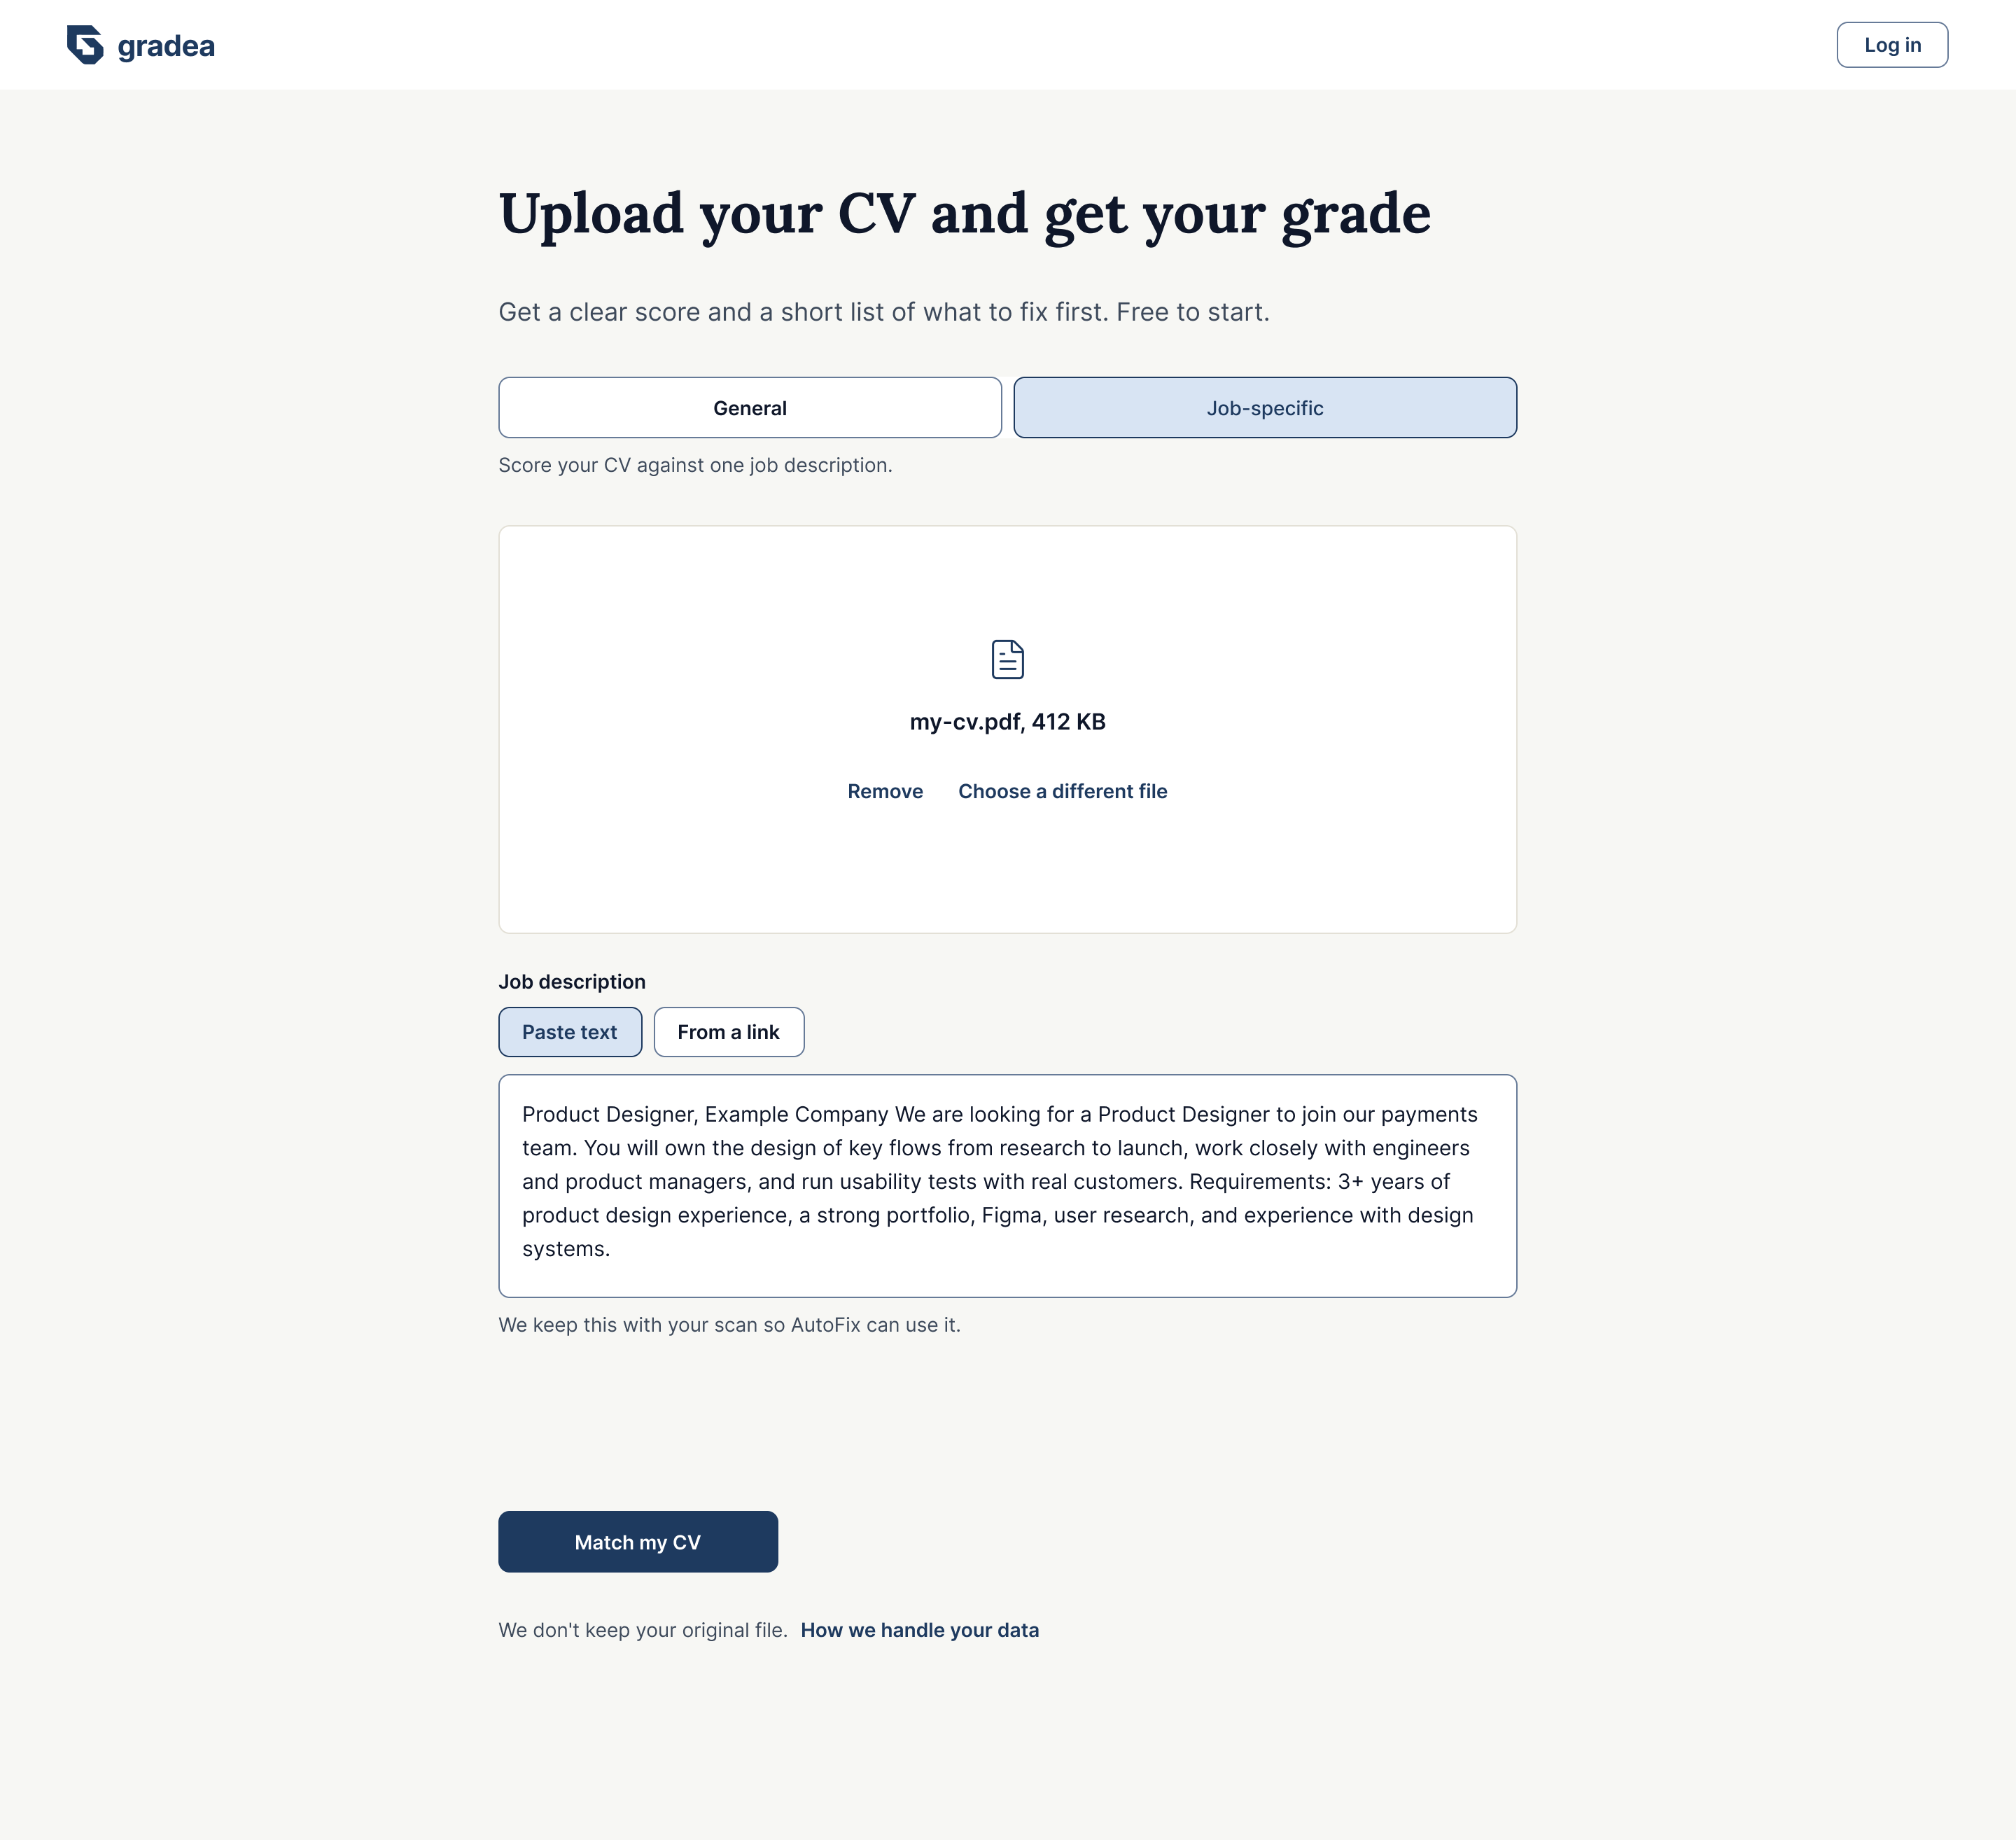 gradea
Log in
Upload your CV and get your grade
Get a clear score and a short list of what to fix first. Free to start.
General
Job-specific
Score your CV against one job description.
my-cv.pdf, 412 KB
Remove
Choose a different file
Job description
Paste text
From a link
Product Designer, Example Company We are looking for a Product Designer to join our payments
team. You will own the design of key flows from research to launch, work closely with engineers
and product managers, and run usability tests with real customers. Requirements: 3+ years of
product design experience, a strong portfolio, Figma, user research, and experience with design
systems.
We keep this with your scan so AutoFix can use it.
Match my CV
We don't keep your original file. How we handle your data